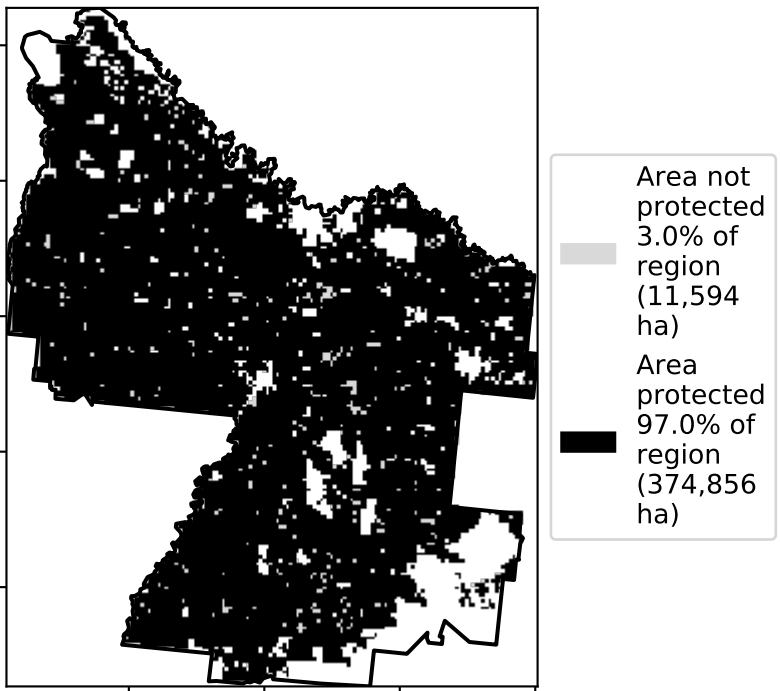 Area not
protected
3.0% of
region
(11,594
ha)
Area
protected
97.0% of
region
(374,856
ha)